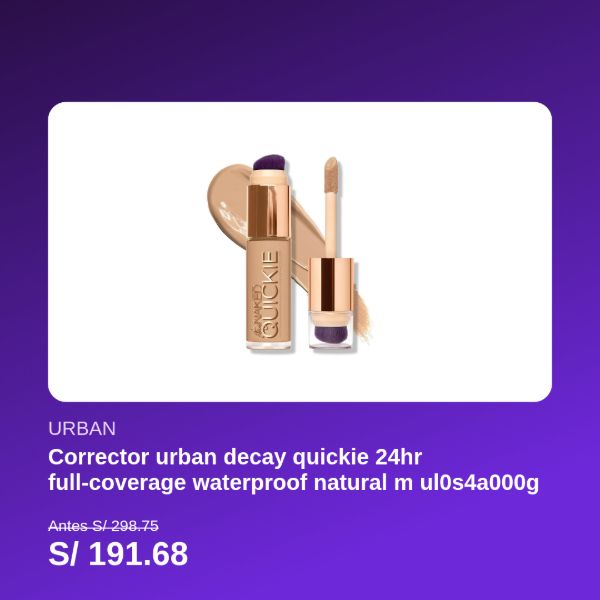 NAKED
QUICKIE
URBAN
Corrector urban decay quickie 24hr
full-coverage waterproof natural m ul0s4a000g
Antes S/ 298.75
S/ 191.68